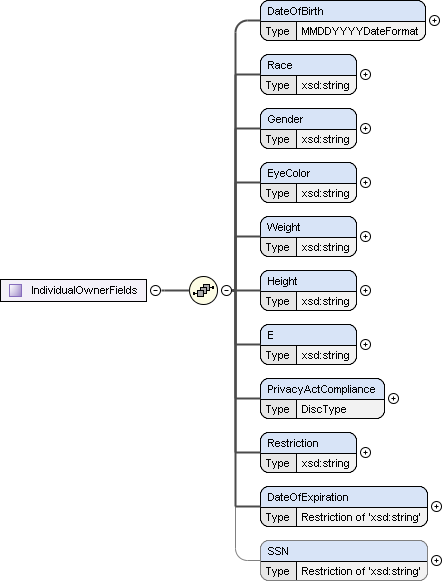 DateOfBirth
Type MMDDYYYYDateFormat
Race
Type xsd:string
Gender
Type xsd:string
EyeColor
Type xsd:string
Weight
Type xsd:string
IndividualOwnerFields
Height
Type xsd:string
E
Type xsd:string
PrivacyActCompliance
Type DiscType
Restriction
Type xsd:string
DateOfExpiration
Type Restriction of 'xsd:string'
SSN
Type Restriction of 'xsd:string'